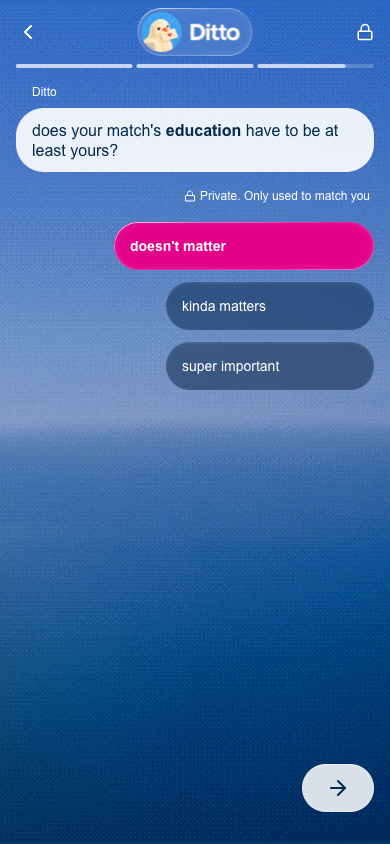 Ditto
Ditto
does your match's education have to be at
least yours?
Private. Only used to match you
doesn't matter
kinda matters
super important